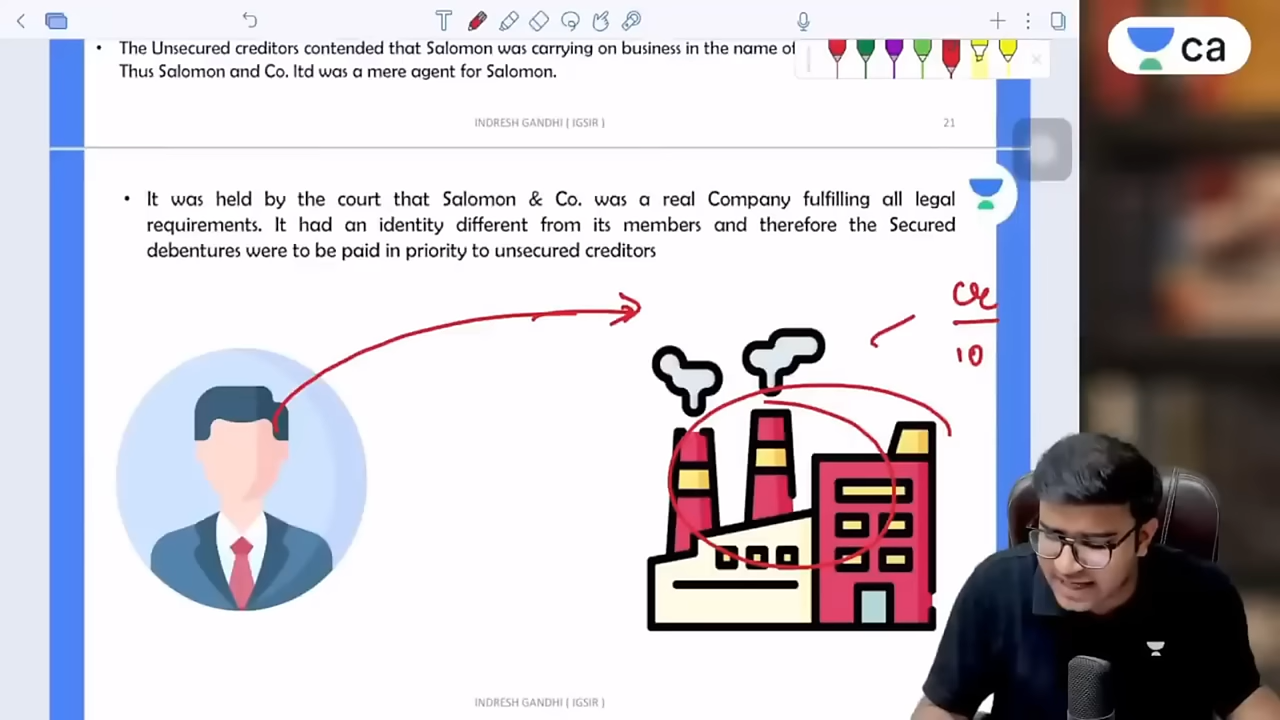 T
ca
The Unsecured creditors contended that Salomon was carrying on business in the name of
Thus Salomon and Co. ltd was a mere agent for Salomon.
INDRESH GANDHI ( IGSIR )
21
It was held by the court that Salomon & Co. was a real Company fulfilling all legal
requirements. It had an identity different from its members and therefore the Secured
debentures were to be paid in priority to unsecured creditors
10
INDRESH GANDHI ( IGSIR )